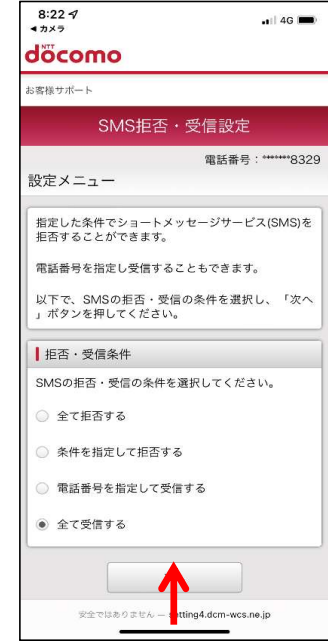 8:22
4G
◀カメラ
NTT
döcomo
お客様サポート
SMS拒否・受信設定
電話番号：*******8329
設定メニュー
指定した条件でショートメッセージサービス(SMS)を
拒否することができます。
電話番号を指定し受信することもできます。
以下で、SMSの拒否・受信の条件を選択し、「次へ
」ボタンを押してください。
拒否・受信条件
SMSの拒否・受信の条件を選択してください。
全て拒否する
条件を指定して拒否する
電話番号を指定して受信する
全て受信する
安全ではありません — setting4.dcm-wcs.ne.jp